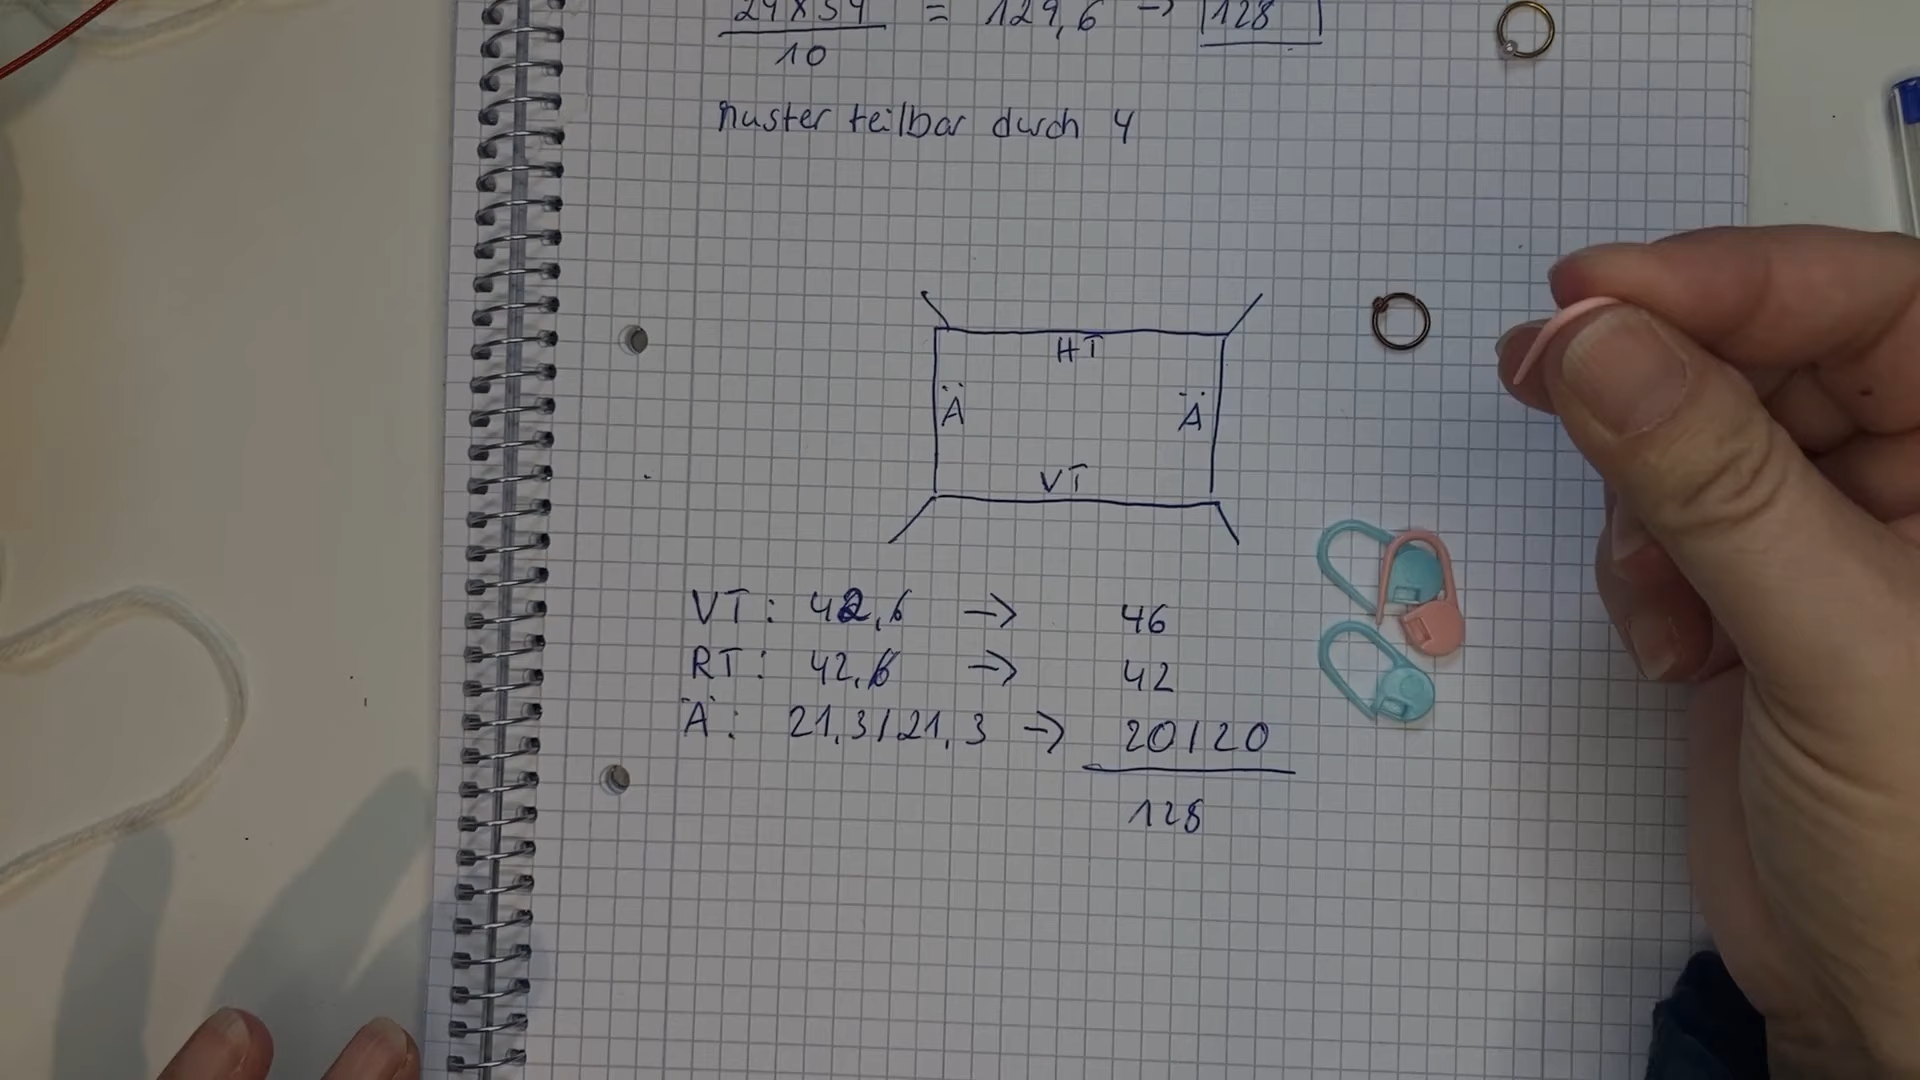 24 x 54 = 129,6 → 128
10
Muster teilbar durch 4
HT
Ä Ä
VT
VT: 42,6 → 46
RT: 42,6 → 42
Ä: 21,3/21,3 → 20/20
128